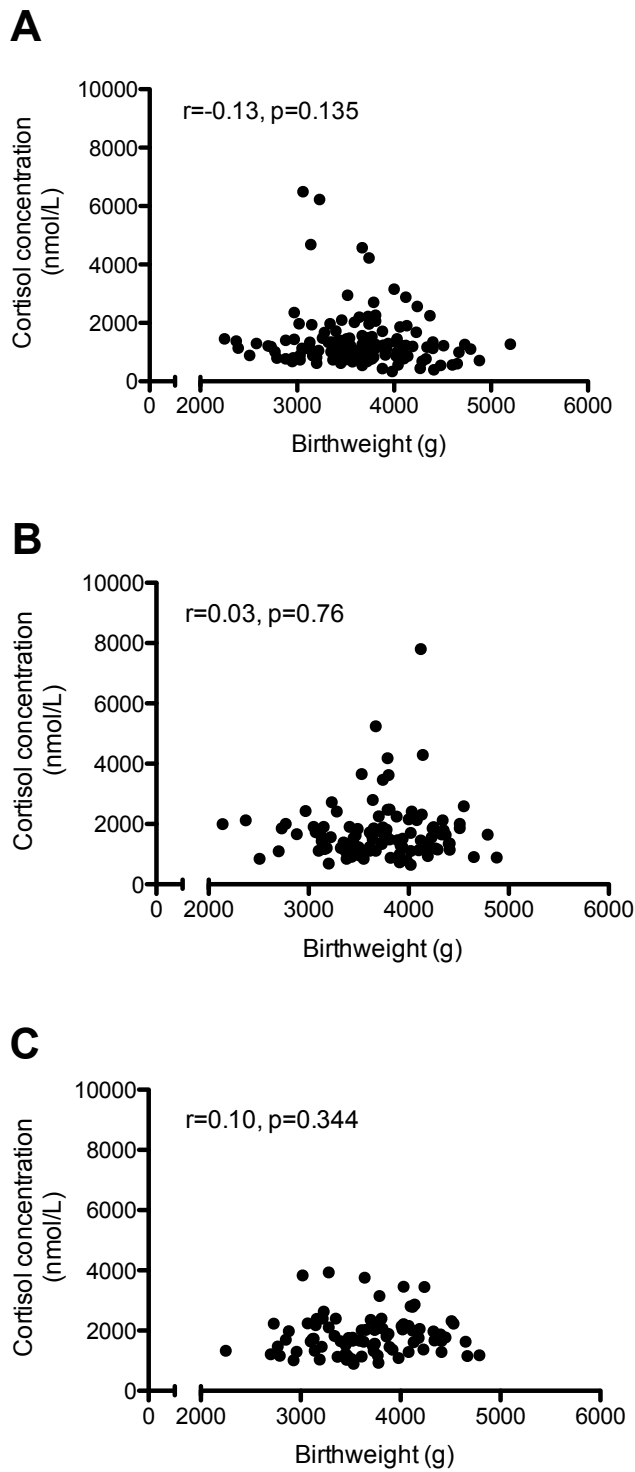 A
10000
r=-0.13, p=0.135
8000
6000
4000
2000
0
Cortisol concentration
(nmol/L)
0 2000 3000 4000 5000 6000
Birthweight (g)
B
10000
r=0.03, p=0.76
8000
6000
4000
2000
0
Cortisol concentration
(nmol/L)
0 2000 3000 4000 5000 6000
Birthweight (g)
C
10000
r=0.10, p=0.344
8000
6000
4000
2000
0
Cortisol concentration
(nmol/L)
0 2000 3000 4000 5000 6000
Birthweight (g)